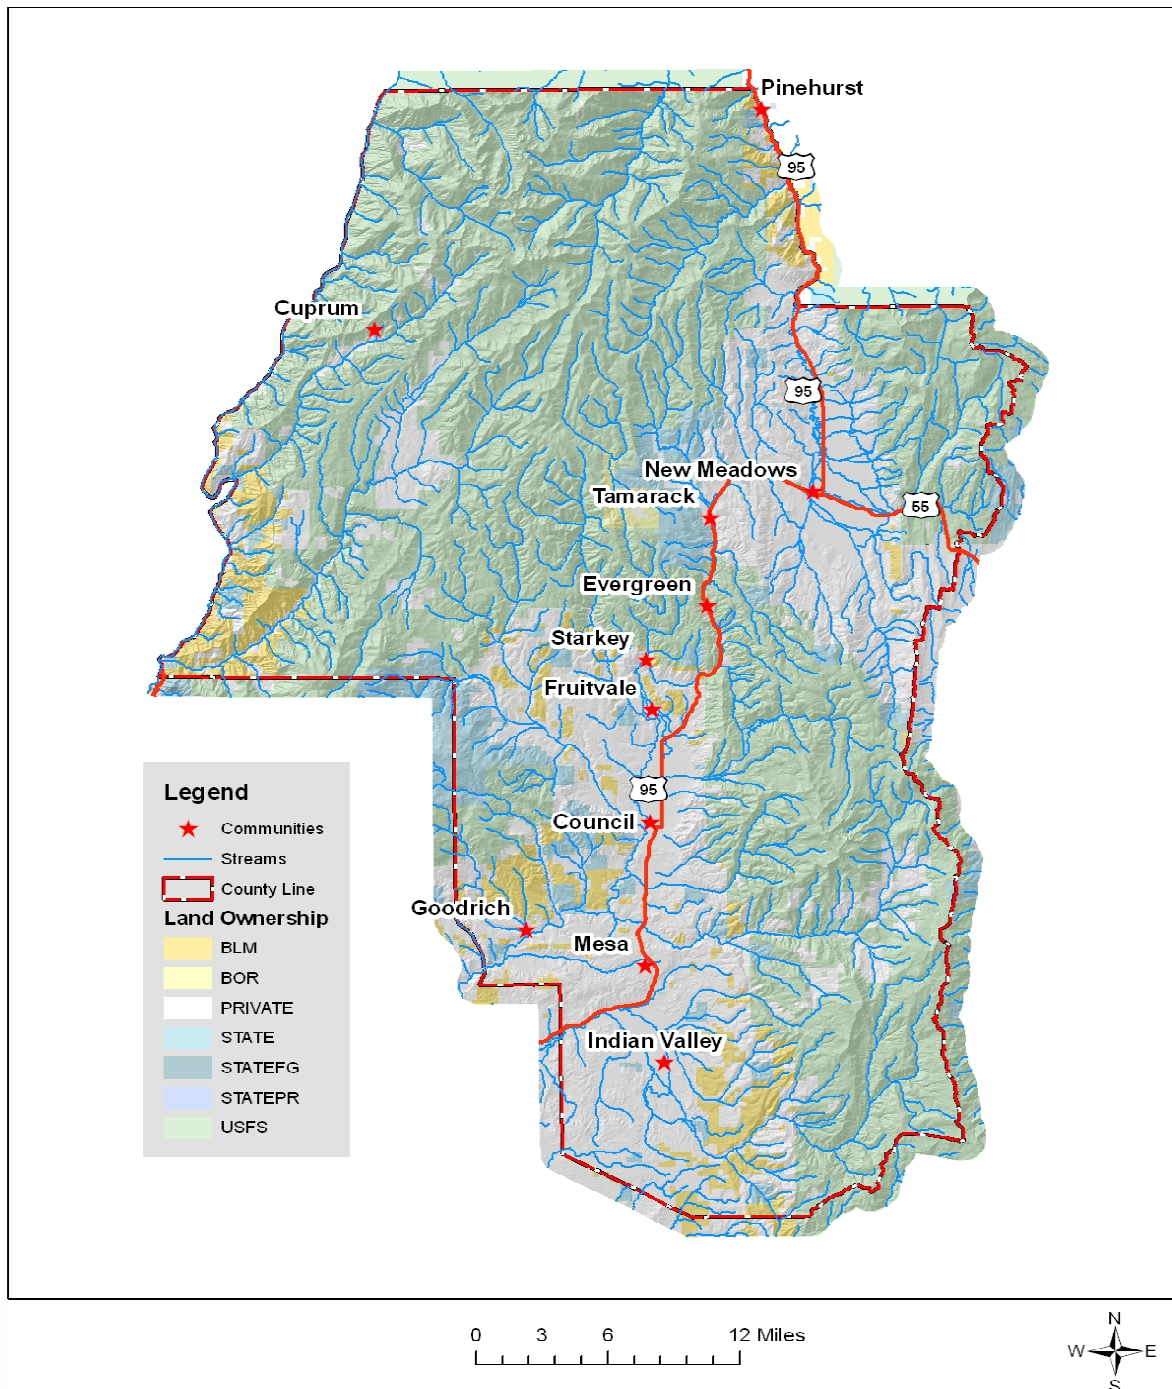 Pinehurst
95
Cuprum
95
New Meadows
Tamarack
55
Evergreen
Starkey
Fruitvale
95
Council
Goodrich
Mesa
Indian Valley
Legend
Communities
Streams
County Line
Land Ownership
BLM
BOR
PRIVATE
STATE
STATEFG
STATEPR
USFS
0 3 6 12 Miles
N
W E
S